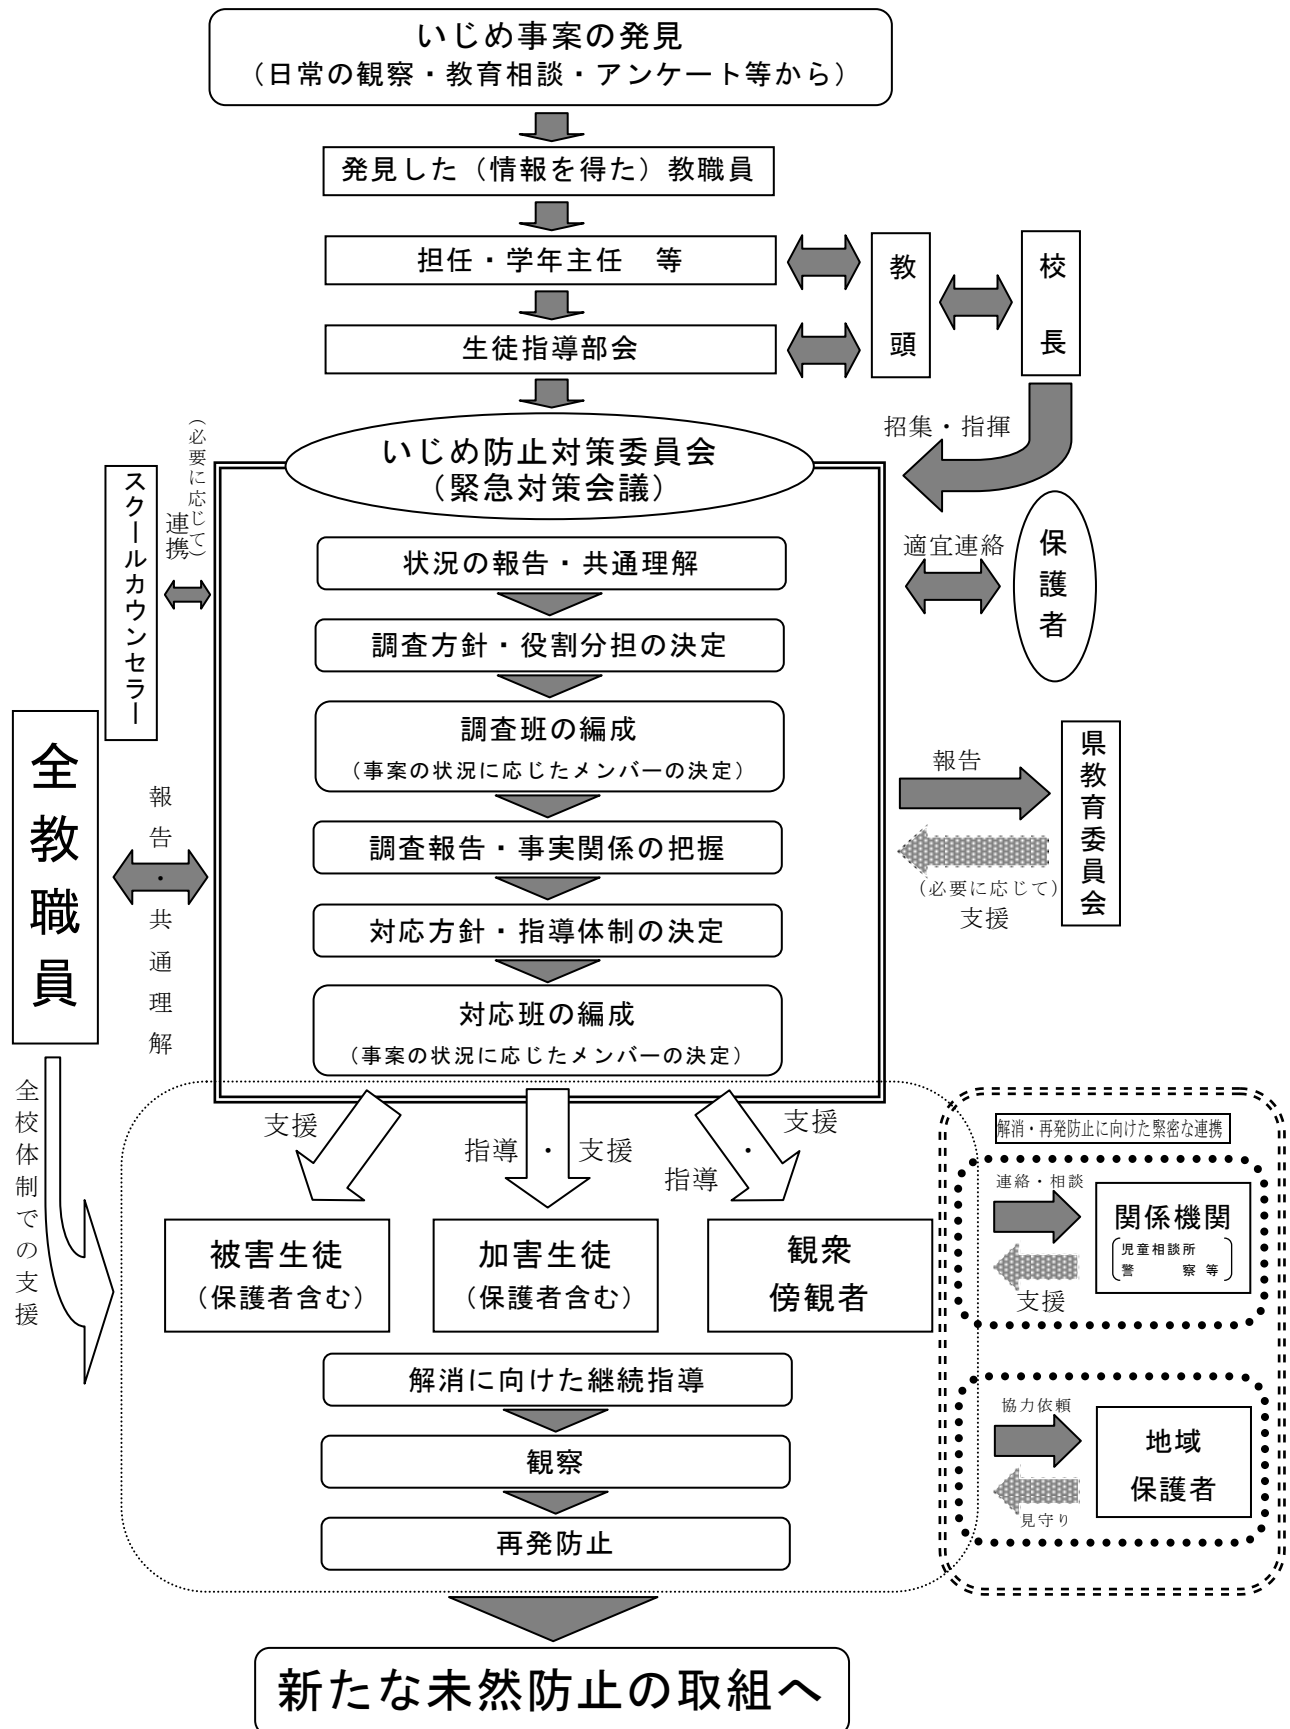 いじめ事案の発見
（日常の観察・教育相談・アンケート等から）
発見した（情報を得た）教職員
担任・学年主任　等
教頭
校長
生徒指導部会
招集・指揮
いじめ防止対策委員会
（緊急対策会議）
（必要に応じて）
連携
スクールカウンセラー
状況の報告・共通理解
適宜連絡
保護者
調査方針・役割分担の決定
調査班の編成
（事案の状況に応じたメンバーの決定）
報告
県教育委員会
（必要に応じて）
支援
全教職員
報告・共通理解
調査報告・事実関係の把握
対応方針・指導体制の決定
対応班の編成
（事案の状況に応じたメンバーの決定）
全校体制での支援
支援
指導・支援
指導・支援
被害生徒
（保護者含む）
加害生徒
（保護者含む）
観衆
傍観者
解消・再発防止に向けた緊密な連携
連絡・相談
関係機関
児童相談所
警　察等
支援
解消に向けた継続指導
観察
再発防止
協力依頼
地域
保護者
見守り
新たな未然防止の取組へ